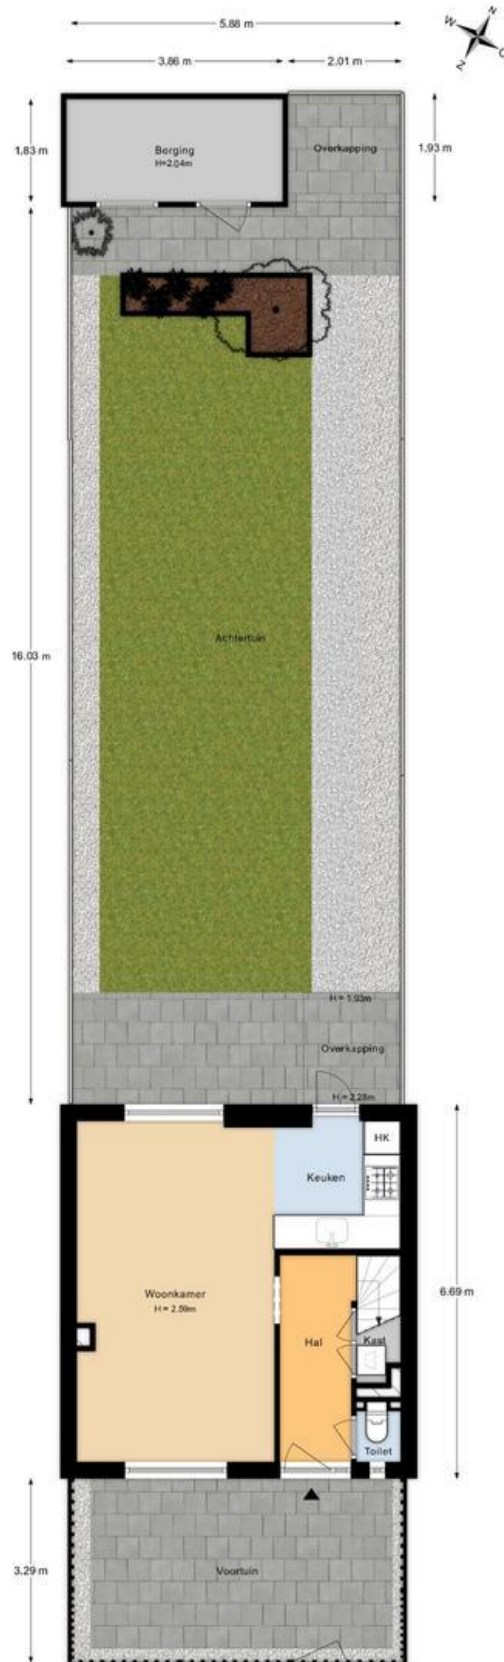 5.88 m
N
W
O
Z
3.86 m
2.01 m
1.83 m
Berging
H=2.04m
Overkapping
1.93 m
16.03 m
Achtertuin
H = 1.93m
Overkapping
H = 2.28m
HK
Keuken
Woonkamer
H = 2.59m
6.69 m
Hal
Kast
Toilet
3.29 m
Voortuin